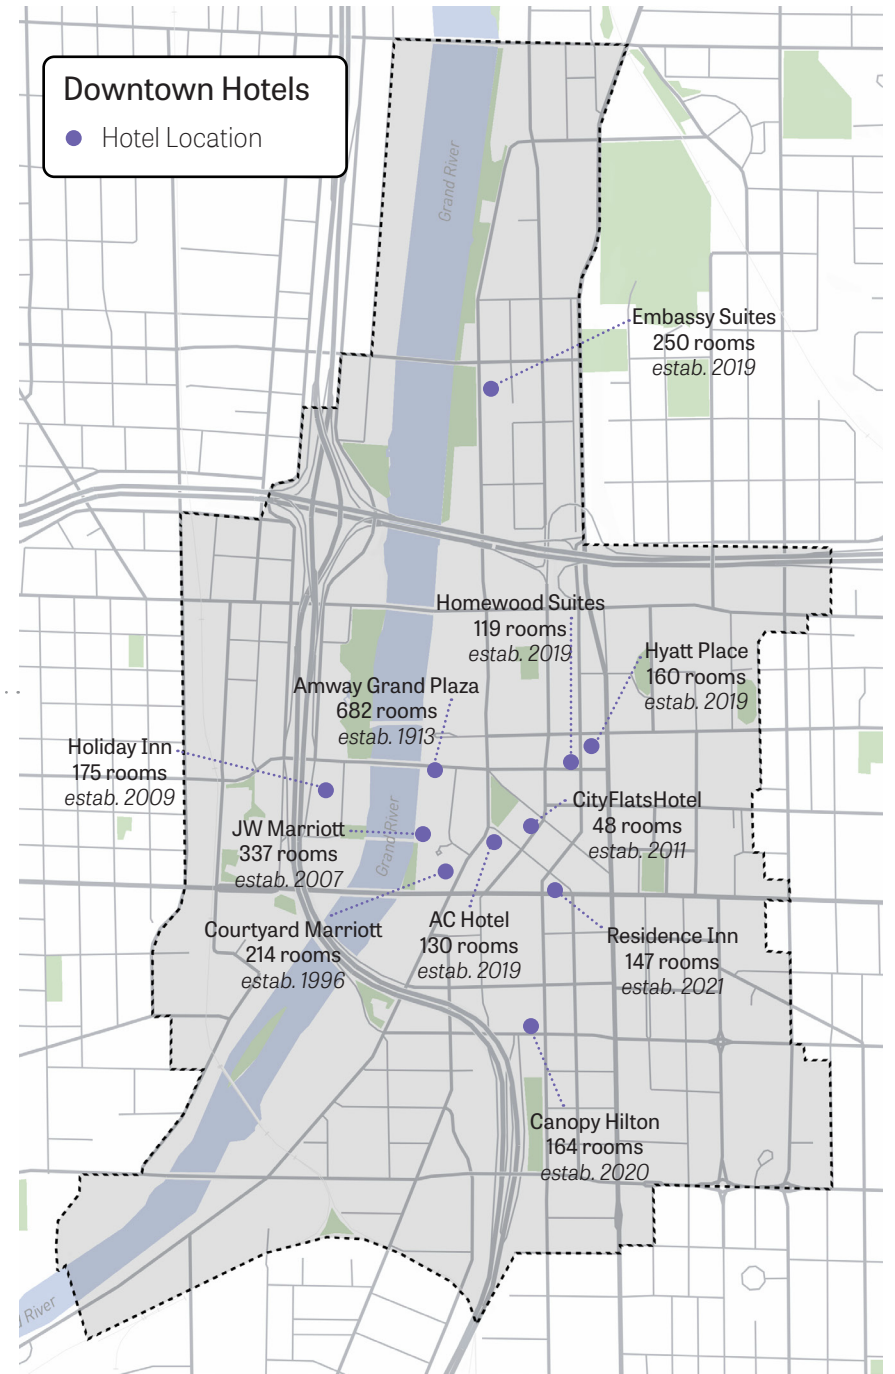 Downtown Hotels
Hotel Location
Grand River
Embassy Suites
250 rooms
estab. 2019
Homewood Suites
119 rooms
estab. 2019
Hyatt Place
160 rooms
estab. 2019
Amway Grand Plaza
682 rooms
estab. 1913
Holiday Inn
175 rooms
estab. 2009
CityFlatsHotel
48 rooms
estab. 2011
JW Marriott
337 rooms
estab. 2007
Grand River
Courtyard Marriott
214 rooms
estab. 1996
AC Hotel
130 rooms
estab. 2019
Residence Inn
147 rooms
estab. 2021
Canopy Hilton
164 rooms
estab. 2020
d River